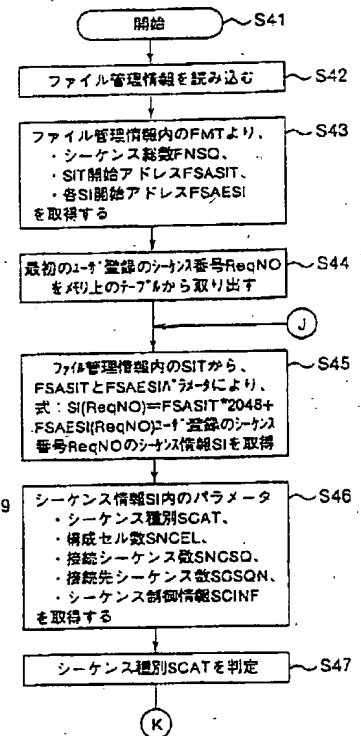 開始
S41
ファイル管理情報を読み込む
S42
ファイル管理情報内のFMTより、
・シーケンス総数FNSQ、
・SIT開始アドレスFSASIT、
・各SI開始アドレスFSAESI
を取得する
S43
最初のユーザ登録のシーケンス番号ReqNO
をメモリ上のテーブルから取り出す
S44
J
ファイル管理情報内のSITから、
FSASITとFSAESIパラメータにより、
式：SI(ReqNO)=FSASIT*2048+
FSAESI(ReqNO)ユーザ登録のシーケンス
番号ReqNOのシーケンス情報SIを取得
S45
9
シーケンス情報SI内のパラメータ
・シーケンス種別SCAT、
・構成セル数SNCEL、
・接続シーケンス数SNCSQ、
・接続先シーケンス数SCSQN、
・シーケンス制御情報SCINF
を取得する
S46
シーケンス種別SCATを判定
S47
K